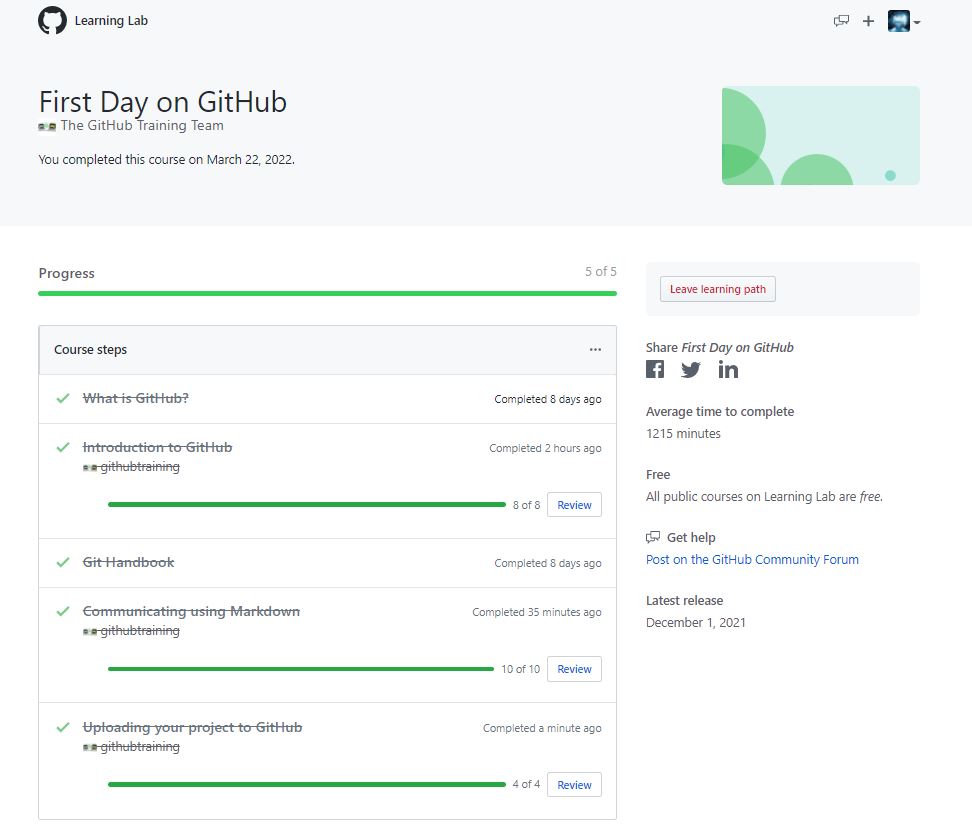 Learning Lab
First Day on GitHub
The GitHub Training Team
You completed this course on March 22, 2022.
Progress
5 of 5
Course steps
What is GitHub?
Completed 8 days ago
Introduction to GitHub
Completed 2 hours ago
githubtraining
8 of 8
Review
Git Handbook
Completed 8 days ago
Communicating using Markdown
Completed 35 minutes ago
githubtraining
10 of 10
Review
Uploading your project to GitHub
Completed a minute ago
githubtraining
4 of 4
Review
Leave learning path
Share First Day on GitHub
Average time to complete
1215 minutes
Free
All public courses on Learning Lab are free.
Get help
Post on the GitHub Community Forum
Latest release
December 1, 2021